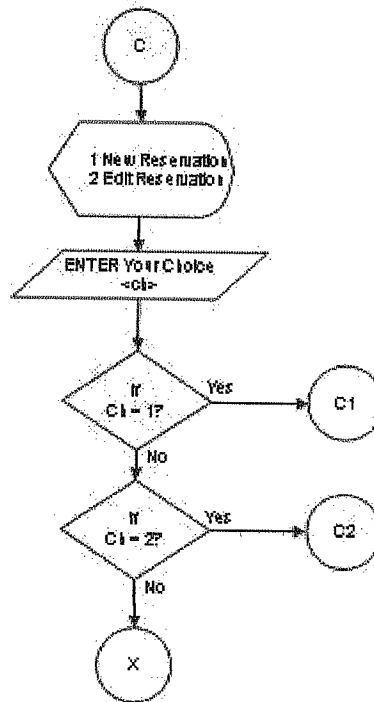 C
1 New Reservation
2 Edit Reservation
ENTER Your Choice
<ch>
If
Ch = 1?
Yes
C1
No
If
Ch = 2?
Yes
C2
No
X